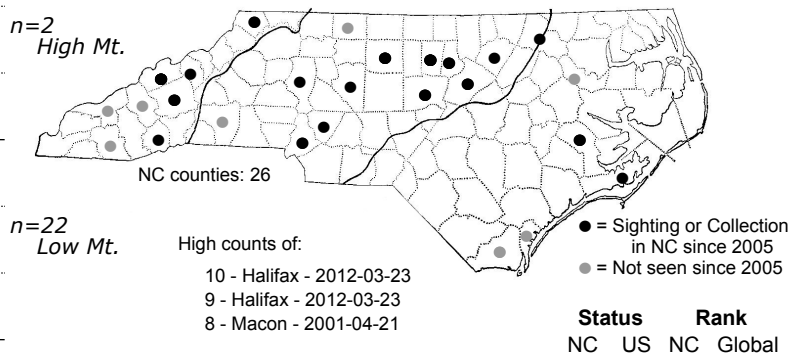 n=2
High Mt.
NC counties: 26
n=22
Low Mt.
High counts of:
10 - Halifax - 2012-03-23
9 - Halifax - 2012-03-23
8 - Macon - 2001-04-21
= Sighting or Collection
in NC since 2005
= Not seen since 2005
Status Rank
NC US NC Global